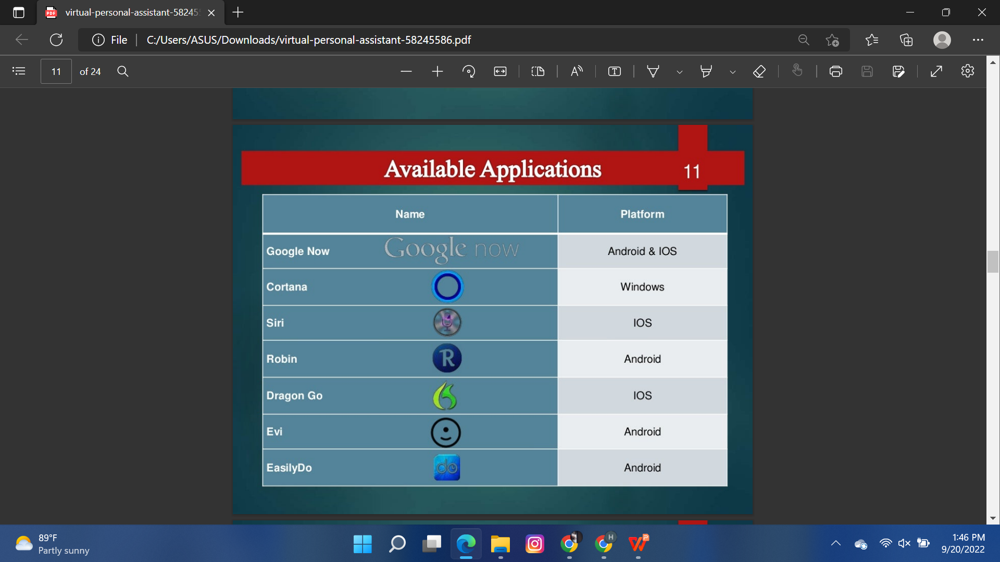 virtual-personal-assistant-58245
File
C:/Users/ASUS/Downloads/virtual-personal-assistant-58245586.pdf
11 of 24
Available Applications
11
Name Platform
Google Now Google now Android & IOS
Cortana Windows
Siri IOS
Robin R Android
Dragon Go IOS
Evi Android
EasilyDo do Android
89°F
Partly sunny
1:46 PM
9/20/2022